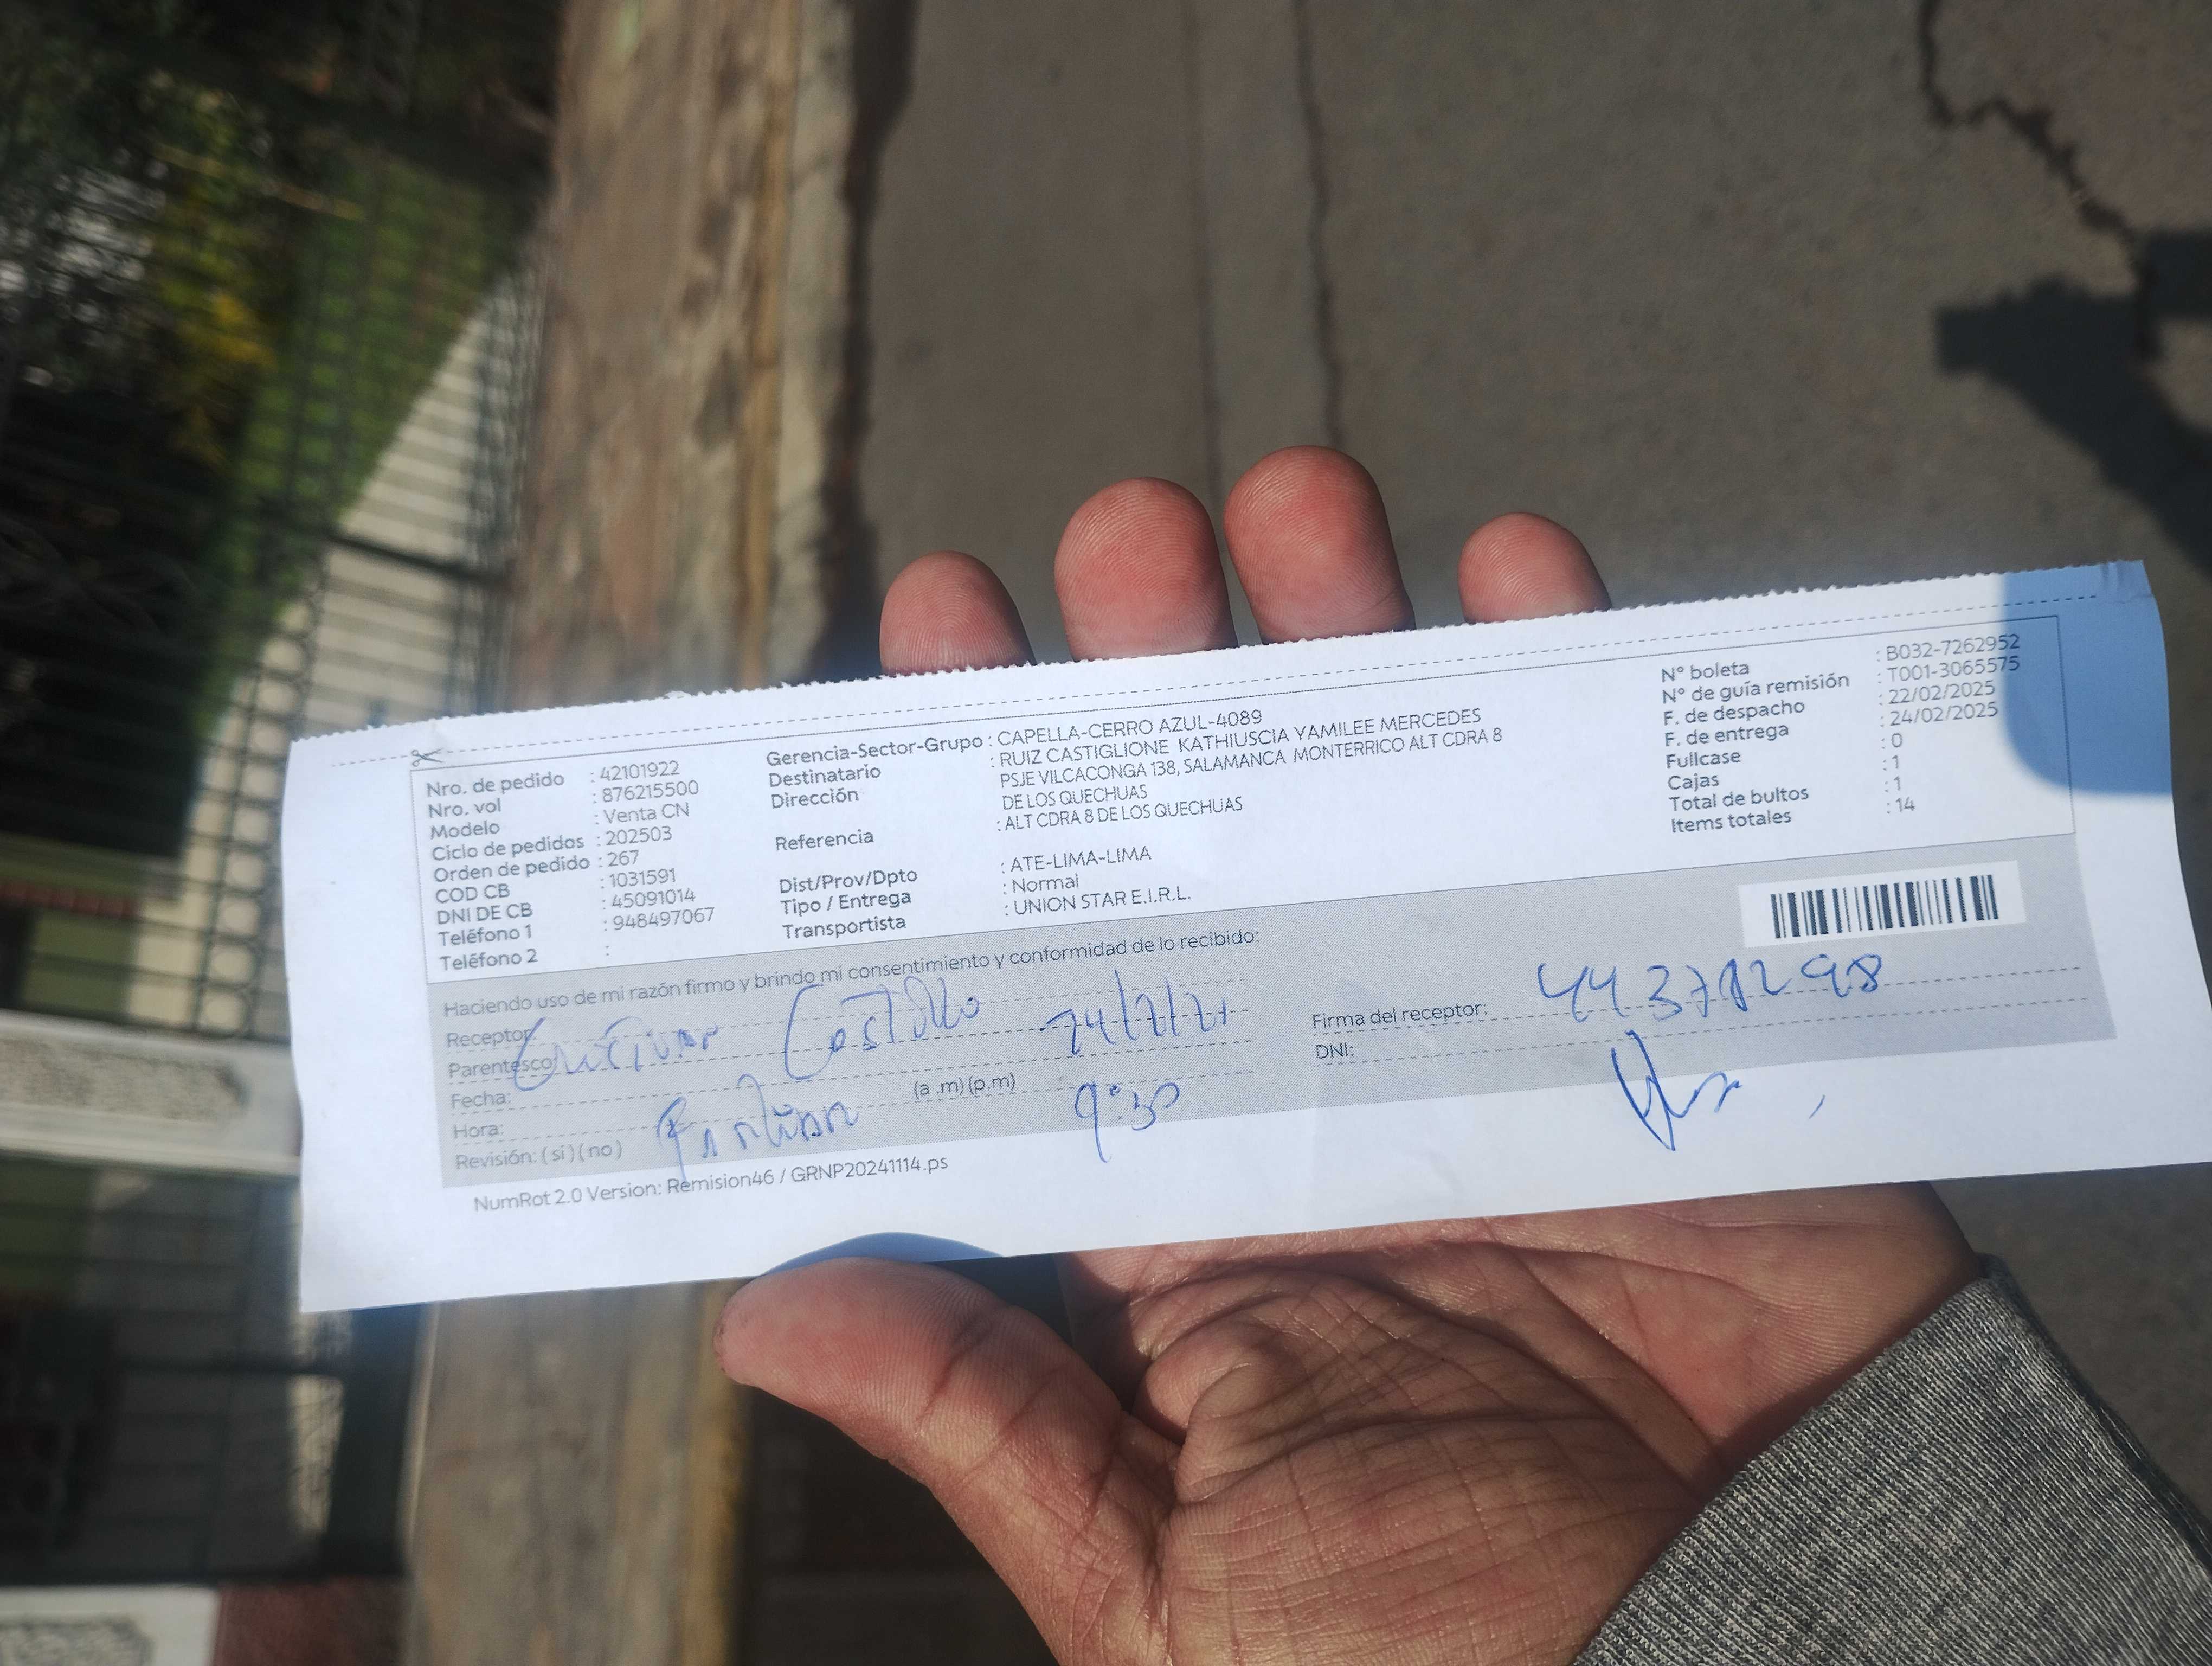 Nro. de pedido : 42101922
Nro. vol : 876215500
Modelo : Venta CN
Ciclo de pedidos : 202503
Orden de pedido : 267
COD CB : 1031591
DNI DE CB : 45091014
Teléfono 1 : 948497067
Teléfono 2 :
Gerencia-Sector-Grupo : CAPELLA-CERRO AZUL-4089
Destinatario : RUIZ CASTIGLIONE KATHIUSCIA YAMILEE MERCEDES
Dirección PSJE VILCACONGA 138, SALAMANCA MONTERRICO ALT CDRA 8
DE LOS QUECHUAS
Referencia : ALT CDRA 8 DE LOS QUECHUAS
Dist/Prov/Dpto : ATE-LIMA-LIMA
Tipo / Entrega : Normal
Transportista : UNION STAR E.I.R.L.
N° boleta : B032-7262952
N° de guía remisión : T001-3065575
F. de despacho : 22/02/2025
F. de entrega : 24/02/2025
Fullcase : 0
Cajas : 1
Total de bultos : 1
Items totales : 14
Haciendo uso de mi razón firmo y brindo mi consentimiento y conformidad de lo recibido:
Receptor:
Parentesco: Castillo
Fecha:
Hora: (a .m) (p.m) 9:30
Revisión: ( si ) ( no )
Firma del receptor:
DNI:
NumRot 2.0 Version: Remision46 / GRNP20241114.ps